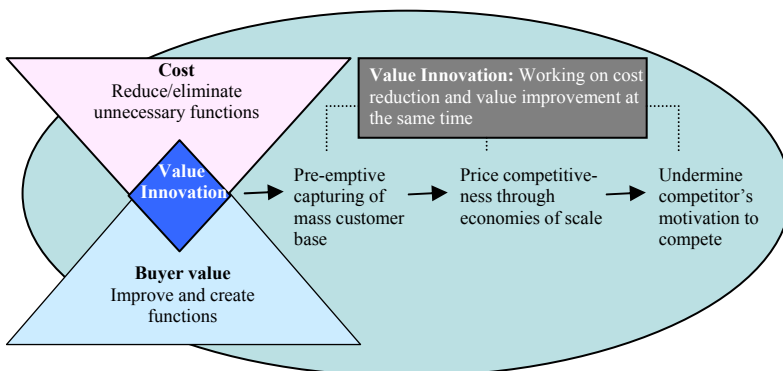 Cost
Reduce/eliminate
unnecessary functions
Value Innovation: Working on cost
reduction and value improvement at
the same time
Value
Innovation
Pre-emptive
capturing of
mass customer
base
Price competitive-
ness through
economies of scale
Undermine
competitor's
motivation to
compete
Buyer value
Improve and create
functions